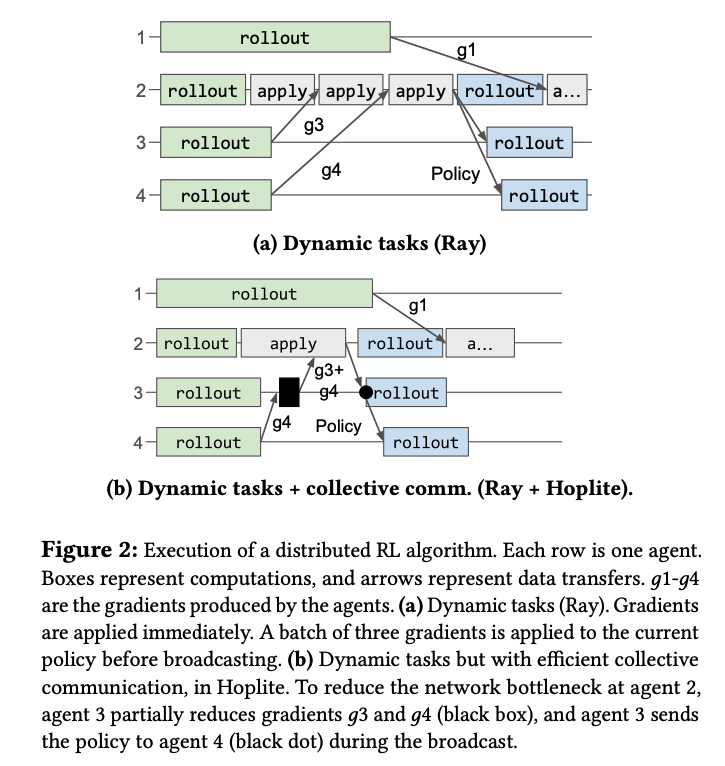 1 rollout
g1
2 rollout apply apply apply rollout a...
g3
3 rollout rollout
g4 Policy
4 rollout rollout
(a) Dynamic tasks (Ray)
1 rollout
g1
2 rollout apply rollout a...
g3+
3 rollout g4 rollout
g4 Policy
4 rollout rollout
(b) Dynamic tasks + collective comm. (Ray + Hoplite).
Figure 2: Execution of a distributed RL algorithm. Each row is one agent.
Boxes represent computations, and arrows represent data transfers. g1-g4
are the gradients produced by the agents. (a) Dynamic tasks (Ray). Gradients
are applied immediately. A batch of three gradients is applied to the current
policy before broadcasting. (b) Dynamic tasks but with efficient collective
communication, in Hoplite. To reduce the network bottleneck at agent 2,
agent 3 partially reduces gradients g3 and g4 (black box), and agent 3 sends
the policy to agent 4 (black dot) during the broadcast.